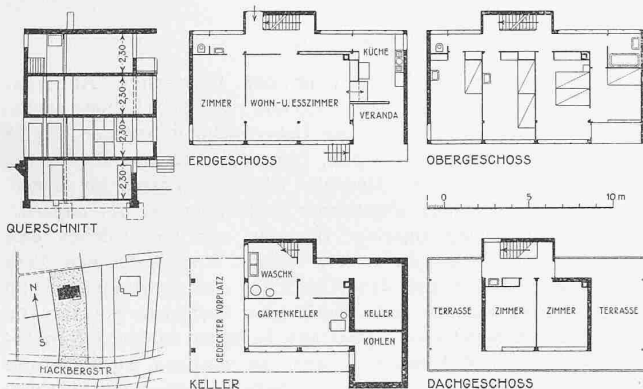 2,30
2,30
2,30
2,30
QUERSCHNITT
ZIMMER
WOHN-U. ESSZIMMER
KÜCHE
VERANDA
ERDGESCHOSS
OBERGESCHOSS
0 5 10 m
N
S
HACKBERGSTR.
GEDECKTER VORPLATZ
WASCHK.
GARTENKELLER
KELLER
KOHLEN
KELLER
TERRASSE
ZIMMER
ZIMMER
TERRASSE
DACHGESCHOSS